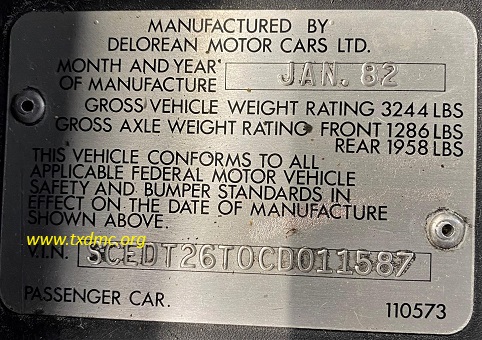 MANUFACTURED BY
DELOREAN MOTOR CARS LTD.
MONTH AND YEAR
OF MANUFACTURE JAN. 82
GROSS VEHICLE WEIGHT RATING 3244 LBS
GROSS AXLE WEIGHT RATING FRONT 1286 LBS
REAR 1958 LBS
THIS VEHICLE CONFORMS TO ALL
APPLICABLE FEDERAL MOTOR VEHICLE
SAFETY AND BUMPER STANDARDS IN
EFFECT ON THE DATE OF MANUFACTURE
SHOWN ABOVE.
www.txdmc.org
V.I.N. SCEDT26T0CD011587
PASSENGER CAR. 110573